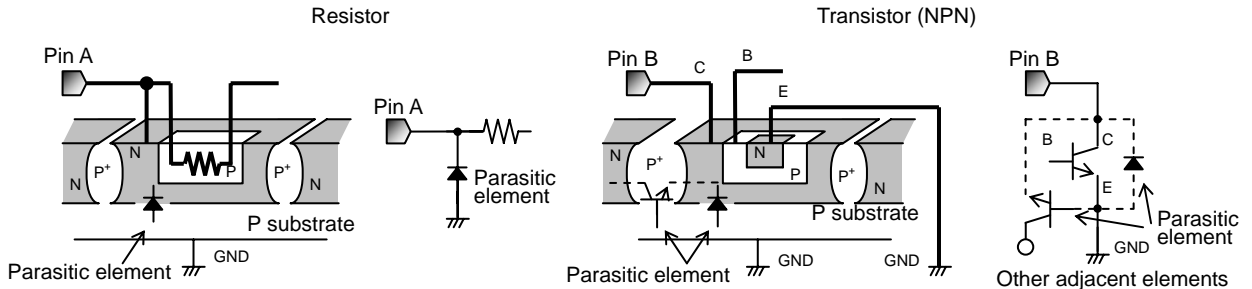 Resistor
Transistor (NPN)
Pin A
Pin B
C
B
E
Pin B
Pin A
B
C
N
P
N
P+
P+
N
Parasitic
element
N
P+
N
P
P+
N
E
P substrate
P substrate
Parasitic
element
GND
GND
GND
GND
Parasitic element
Parasitic element
Other adjacent elements